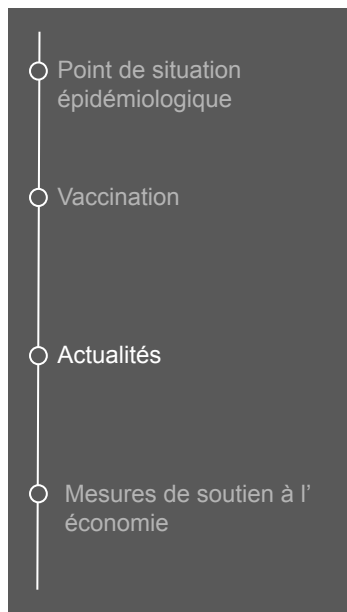 Point de situation
épidémiologique
Vaccination
Actualités
Mesures de soutien à l'
économie